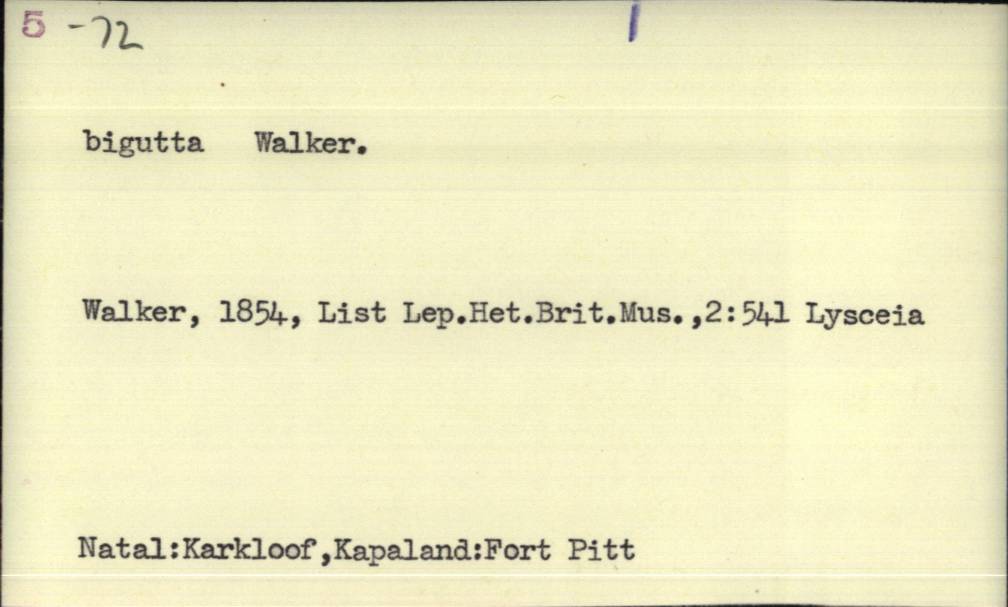 5 -72
bigutta Walker.
Walker, 1854, List Lep.Het.Brit.Mus.,2:541 Lysceia
Natal:Karkloof,Kapaland:Fort Pitt